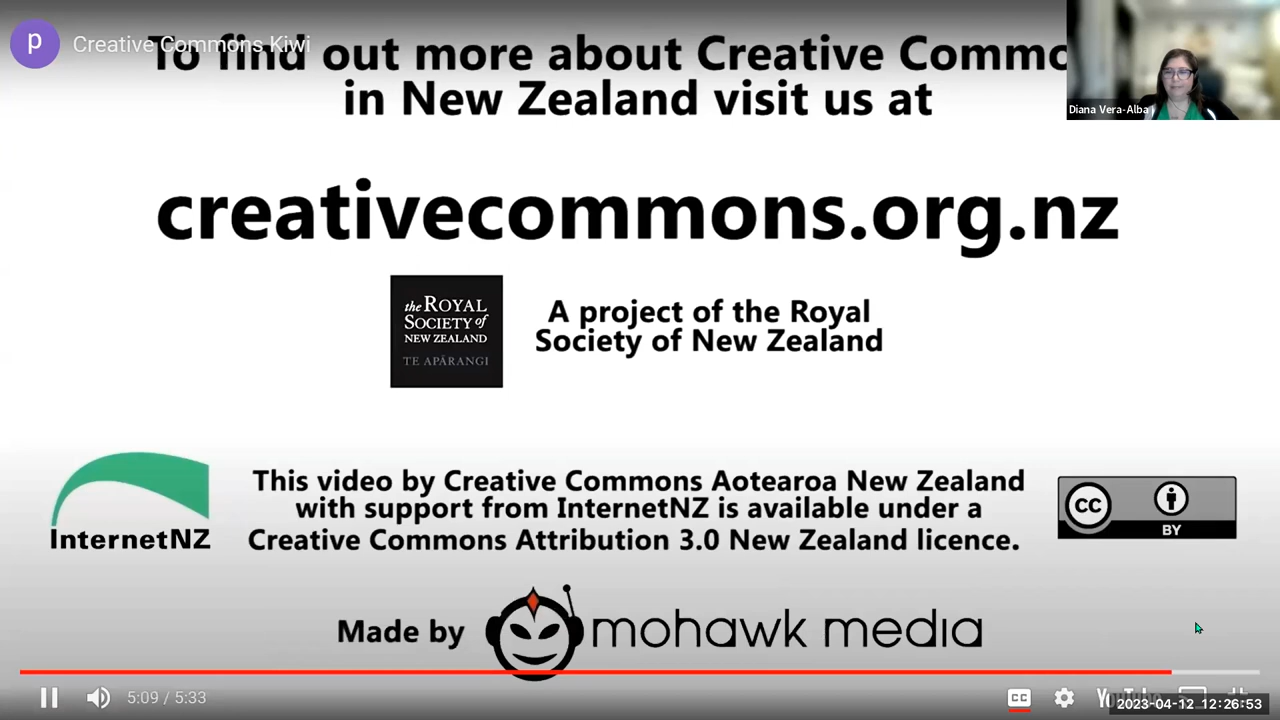 p
Creative Commons Kiwi
To find out more about Creative Commo
in New Zealand visit us at
Diana Vera-Alba
creativecommons.org.nz
the ROYAL
SOCIETY of
NEW ZEALAND
TE APĀRANGI
A project of the Royal
Society of New Zealand
InternetNZ
This video by Creative Commons Aotearoa New Zealand
with support from InternetNZ is available under a
Creative Commons Attribution 3.0 New Zealand licence.
CC
BY
Made by
mohawk media
5:09 / 5:33
CC
YouTube
2023-04-12 12:26:53